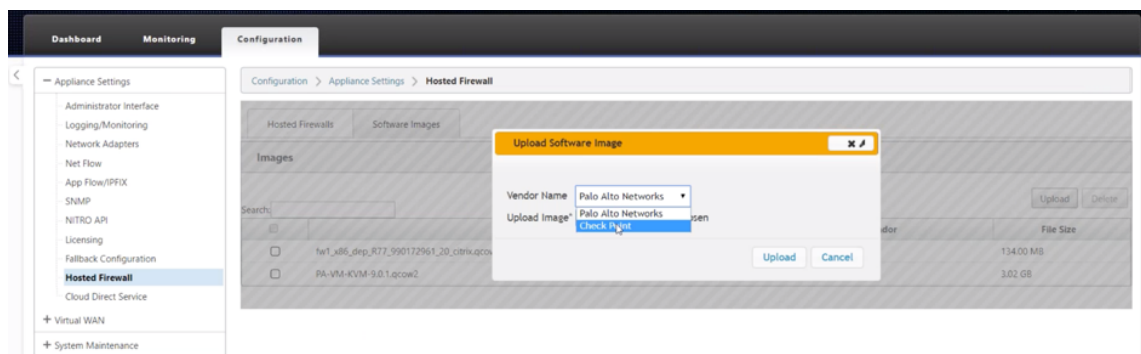 Dashboard Monitoring Configuration
− Appliance Settings
Administrator Interface
Logging/Monitoring
Network Adapters
Net Flow
App Flow/IPFIX
SNMP
NITRO API
Licensing
Fallback Configuration
Hosted Firewall
Cloud Direct Service
+ Virtual WAN
+ System Maintenance
Configuration > Appliance Settings > Hosted Firewall
Hosted Firewalls Software Images
Images
Search:
Upload Delete
File Size
fw1_x86_dep_R77_990172961_20_citrix.qcow
134.00 MB
PA-VM-KVM-9.0.1.qcow2
3.02 GB
Upload Software Image
Vendor Name Palo Alto Networks
Palo Alto Networks
Check Point
Upload Image*
Upload Cancel